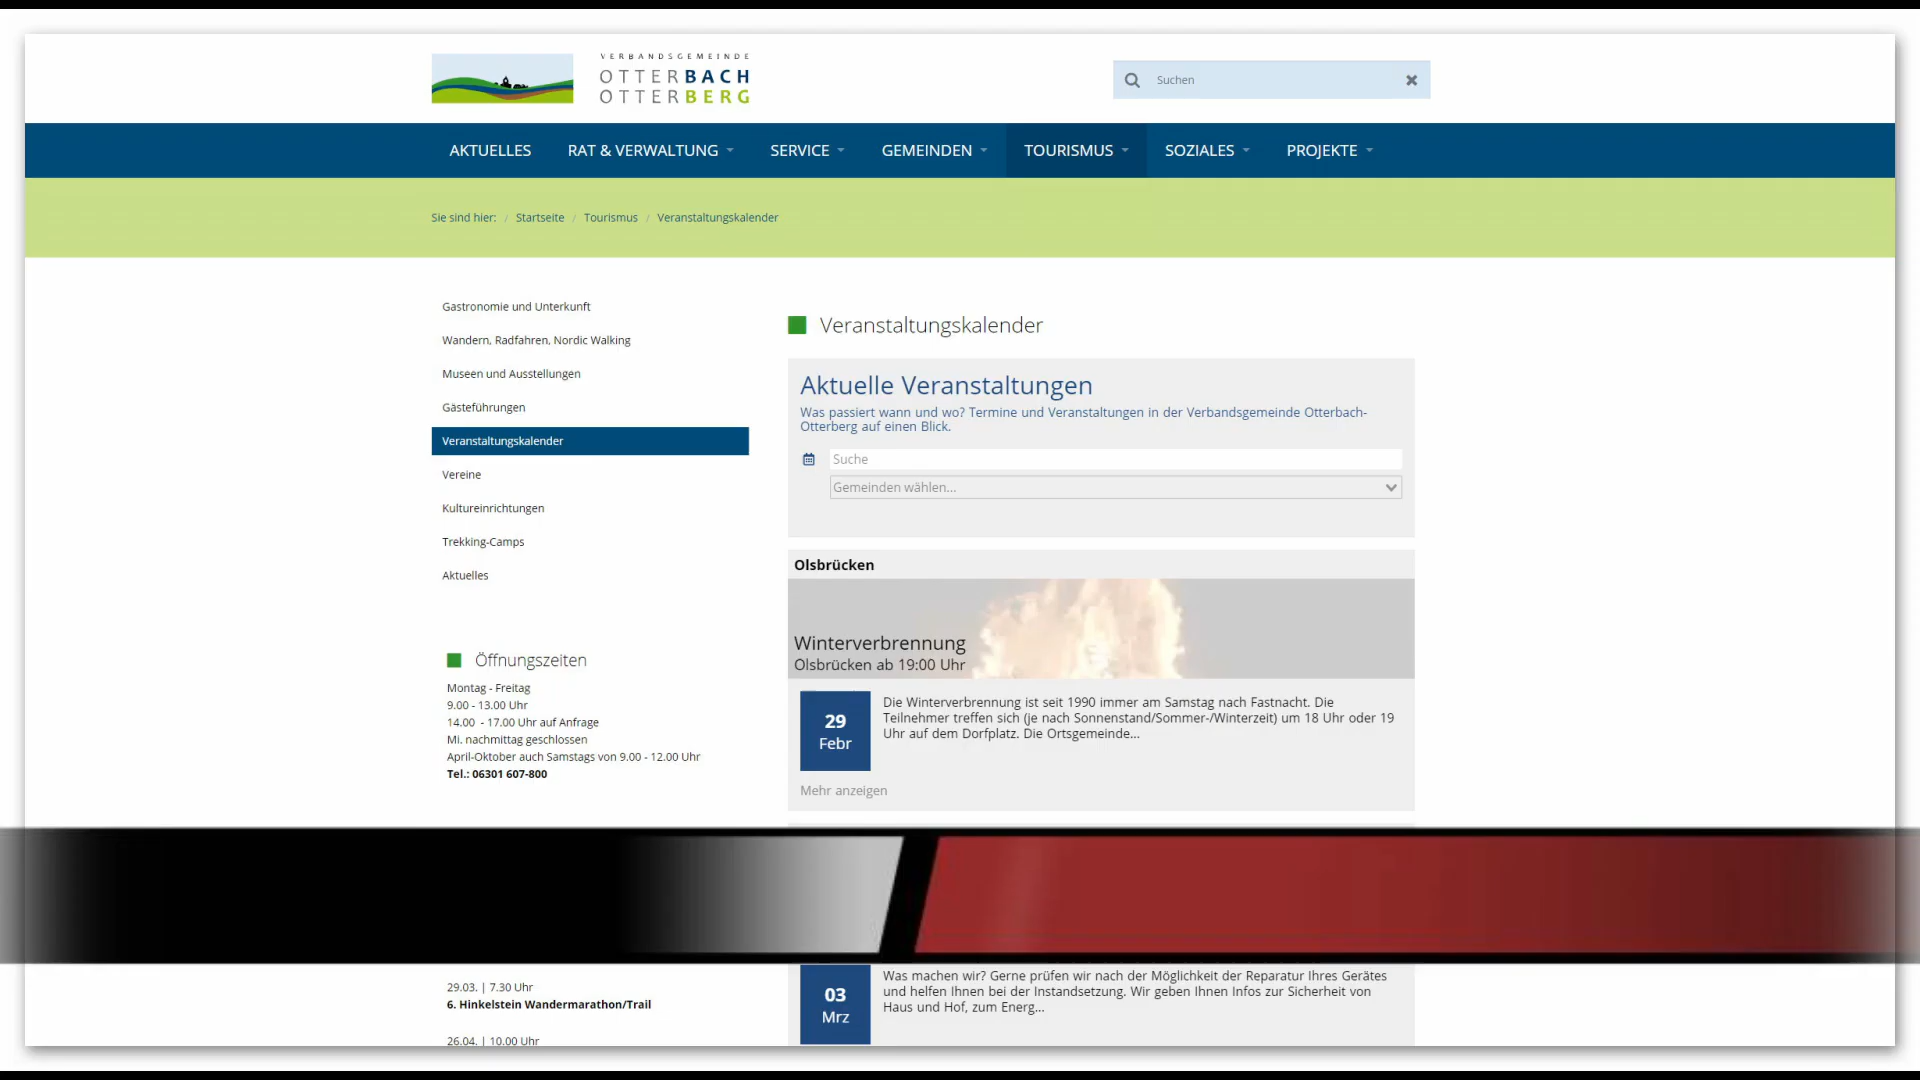 VERBANDSGEMEINDE
OTTERBACH
OTTERBERG
Suchen
AKTUELLES RAT & VERWALTUNG SERVICE GEMEINDEN TOURISMUS SOZIALES PROJEKTE
Sie sind hier: / Startseite / Tourismus / Veranstaltungskalender
Gastronomie und Unterkunft
Wandern, Radfahren, Nordic Walking
Museen und Ausstellungen
Gästeführungen
Veranstaltungskalender
Vereine
Kultureinrichtungen
Trekking-Camps
Aktuelles
Öffnungszeiten
Montag - Freitag
9.00 - 13.00 Uhr
14.00 - 17.00 Uhr auf Anfrage
Mi. nachmittag geschlossen
April-Oktober auch Samstags von 9.00 - 12.00 Uhr
Tel.: 06301 607-800
29.03. | 7.30 Uhr
6. Hinkelstein Wandermarathon/Trail
26.04. | 10.00 Uhr
Veranstaltungskalender
Aktuelle Veranstaltungen
Was passiert wann und wo? Termine und Veranstaltungen in der Verbandsgemeinde Otterbach-
Otterberg auf einen Blick.
Suche
Gemeinden wählen...
Olsbrücken
Winterverbrennung
Olsbrücken ab 19:00 Uhr
29
Febr
Die Winterverbrennung ist seit 1990 immer am Samstag nach Fastnacht. Die
Teilnehmer treffen sich (je nach Sonnenstand/Sommer-/Winterzeit) um 18 Uhr oder 19
Uhr auf dem Dorfplatz. Die Ortsgemeinde...
Mehr anzeigen
03
Mrz
Was machen wir? Gerne prüfen wir nach der Möglichkeit der Reparatur Ihres Gerätes
und helfen Ihnen bei der Instandsetzung. Wir geben Ihnen Infos zur Sicherheit von
Haus und Hof, zum Energ...